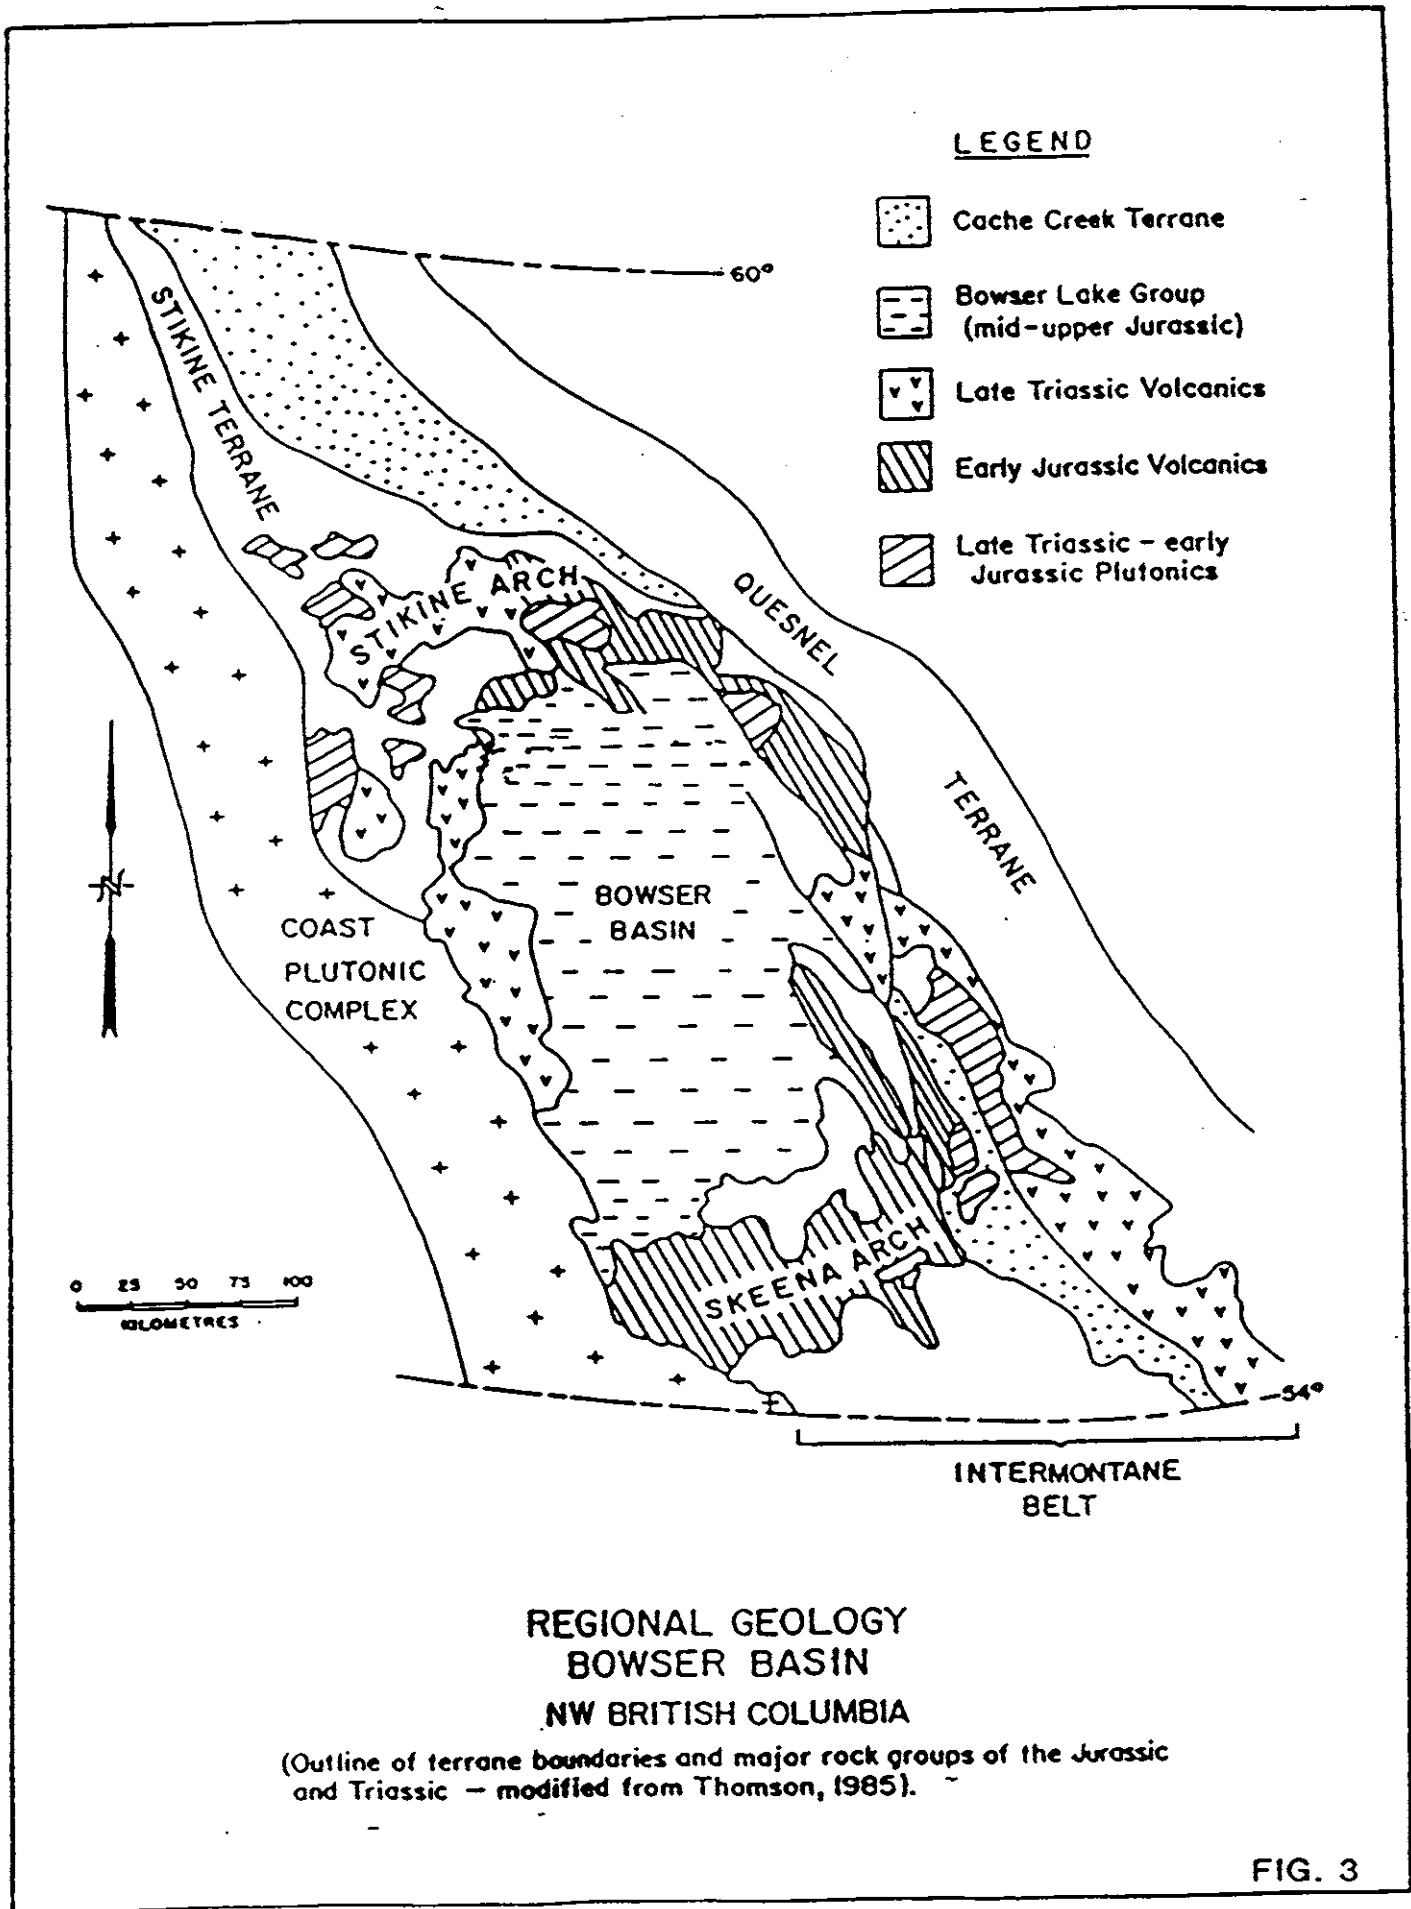 LEGEND
Cache Creek Terrane
Bowser Lake Group
(mid-upper Jurassic)
Late Triassic Volcanics
Early Jurassic Volcanics
Late Triassic - early
Jurassic Plutonics
60°
STIKINE TERRANE
STIKINE ARCH
QUESNEL
TERRANE
BOWSER
BASIN
COAST
PLUTONIC
COMPLEX
N
SKEENA ARCH
0 25 50 75 100
KILOMETRES
54°
INTERMONTANE
BELT
REGIONAL GEOLOGY
BOWSER BASIN
NW BRITISH COLUMBIA
(Outline of terrane boundaries and major rock groups of the Jurassic
and Triassic - modified from Thomson, 1985).
FIG. 3